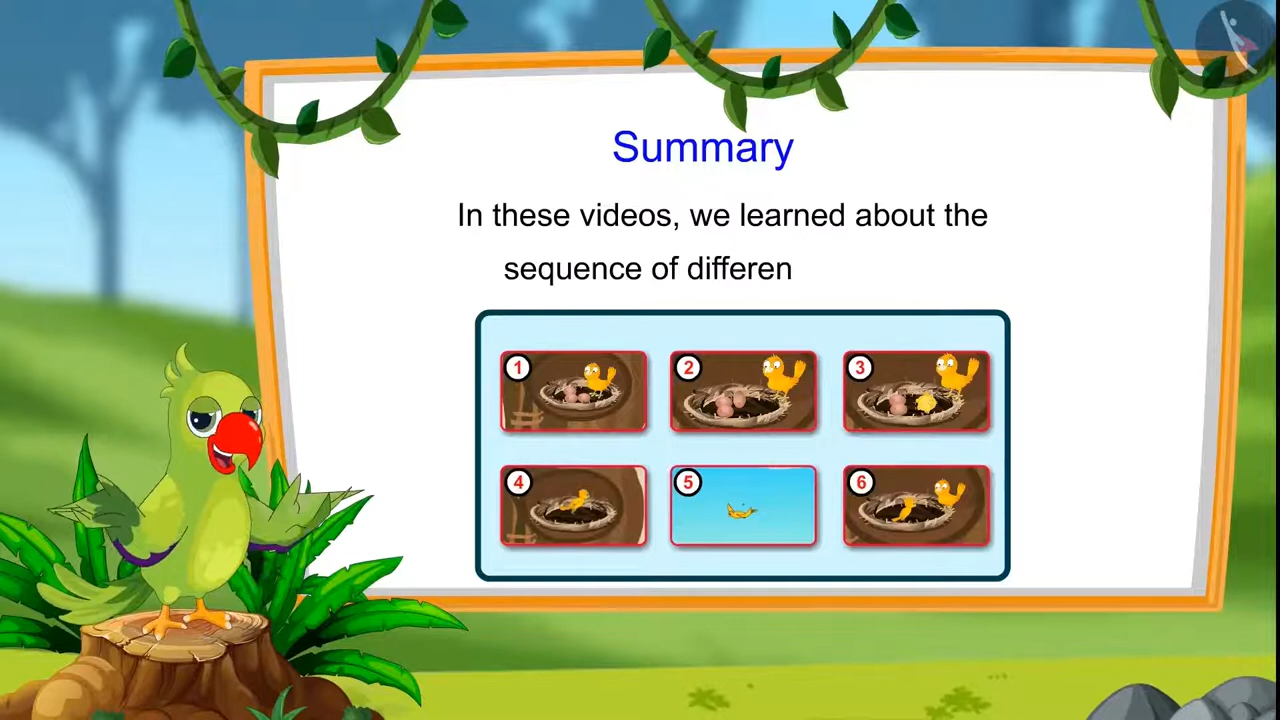 Summary
In these videos, we learned about the
sequence of differen
1
2
3
4
5
6